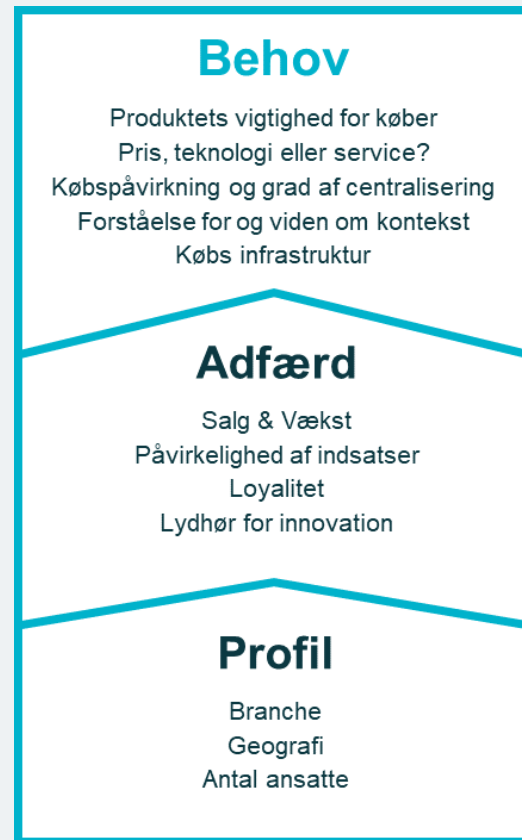 Behov
Produktets vigtighed for køber
Pris, teknologi eller service?
Købspåvirkning og grad af centralisering
Forståelse for og viden om kontekst
Købs infrastruktur
Adfærd
Salg & Vækst
Påvirkelighed af indsatser
Loyalitet
Lydhør for innovation
Profil
Branche
Geografi
Antal ansatte